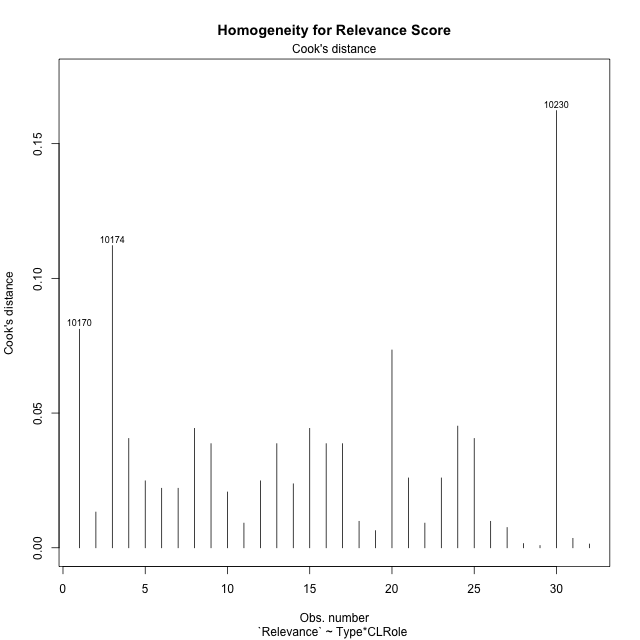 Homogeneity for Relevance Score
Cook's distance
10230
10174
10170
Cook's distance
0.15
0.10
0.05
0.00
0 5 10 15 20 25 30
Obs. number
`Relevance` ~ Type*CLRole